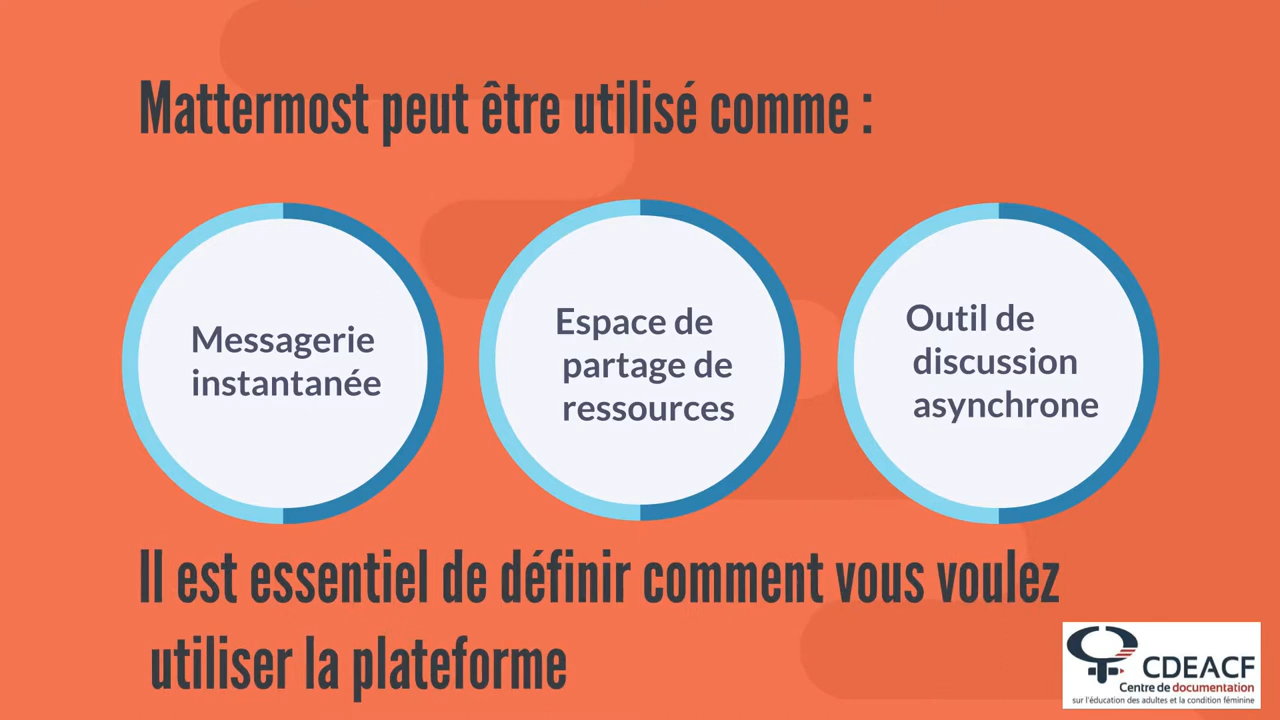 Mattermost peut être utilisé comme :
Messagerie
instantanée
Espace de
partage de
ressources
Outil de
discussion
asynchrone
Il est essentiel de définir comment vous voulez
utiliser la plateforme
CDEACF
Centre de documentation
sur l'éducation des adultes et la condition féminine